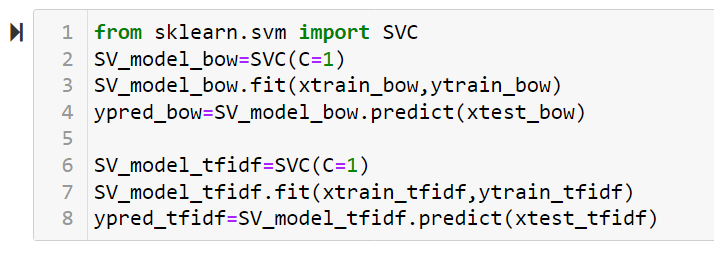 1 from sklearn.svm import SVC
2 SV_model_bow=SVC(C=1)
3 SV_model_bow.fit(xtrain_bow,ytrain_bow)
4 ypred_bow=SV_model_bow.predict(xtest_bow)
5
6 SV_model_tfidf=SVC(C=1)
7 SV_model_tfidf.fit(xtrain_tfidf,ytrain_tfidf)
8 ypred_tfidf=SV_model_tfidf.predict(xtest_tfidf)